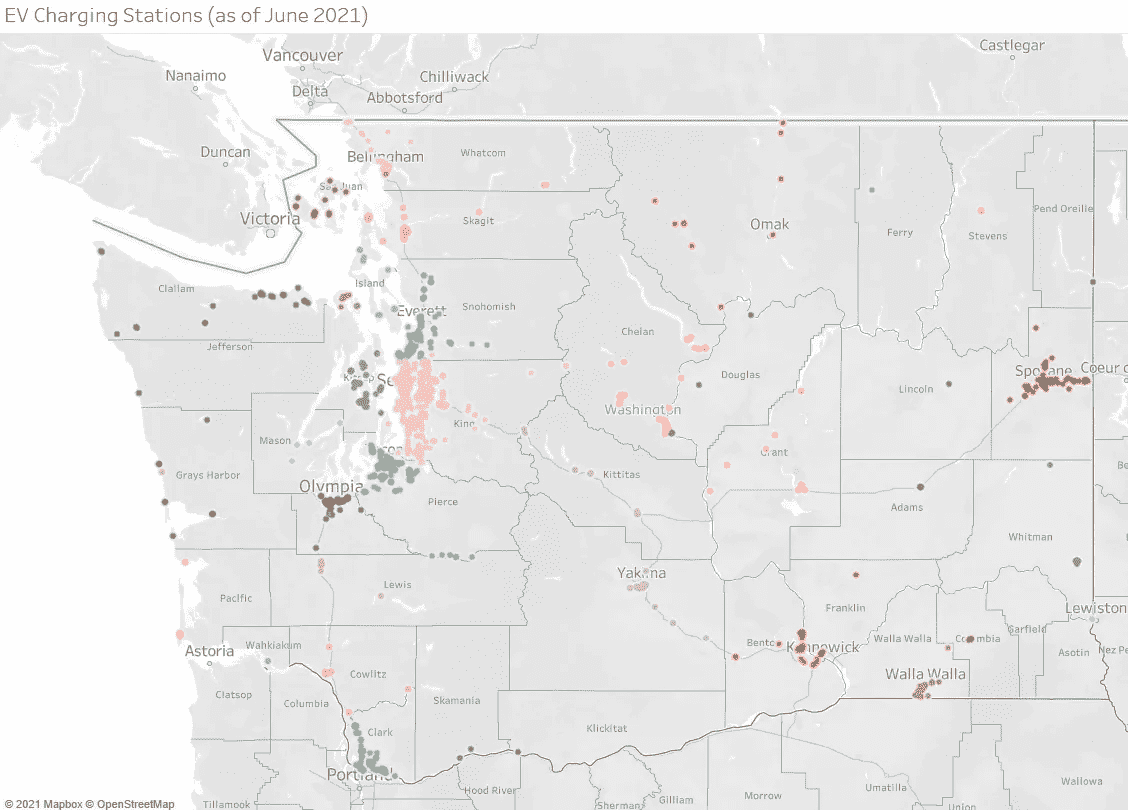 EV Charging Stations (as of June 2021)
Castlegar
Vancouver
Nanaimo
Chilliwack
Delta
Abbotsford
Duncan
Bellingham
Whatcom
San Juan
Victoria
Skagit
Omak
Ferry
Stevens
Pend Oreille
Clallam
Island
Everett
Snohomish
Jefferson
Chelan
Douglas
Spokane
Coeur d
Lincoln
Washington
King
Mason
Grant
Grays Harbor
Kittitas
Olympia
Pierce
Adams
Whitman
Yakima
Lewis
Pacific
Franklin
Lewiston
Garfield
Astoria
Wahkiakum
Walla Walla
Columbia
Asotin
Nez Pe
Kennewick
Walla Walla
Cowlitz
Clatsop
Columbia
Skamania
Klickitat
Clark
Portland
Tillamook
Hood River
Sherman
Gilliam
Morrow
Umatilla
Union
Wallowa
© 2021 Mapbox © OpenStreetMap